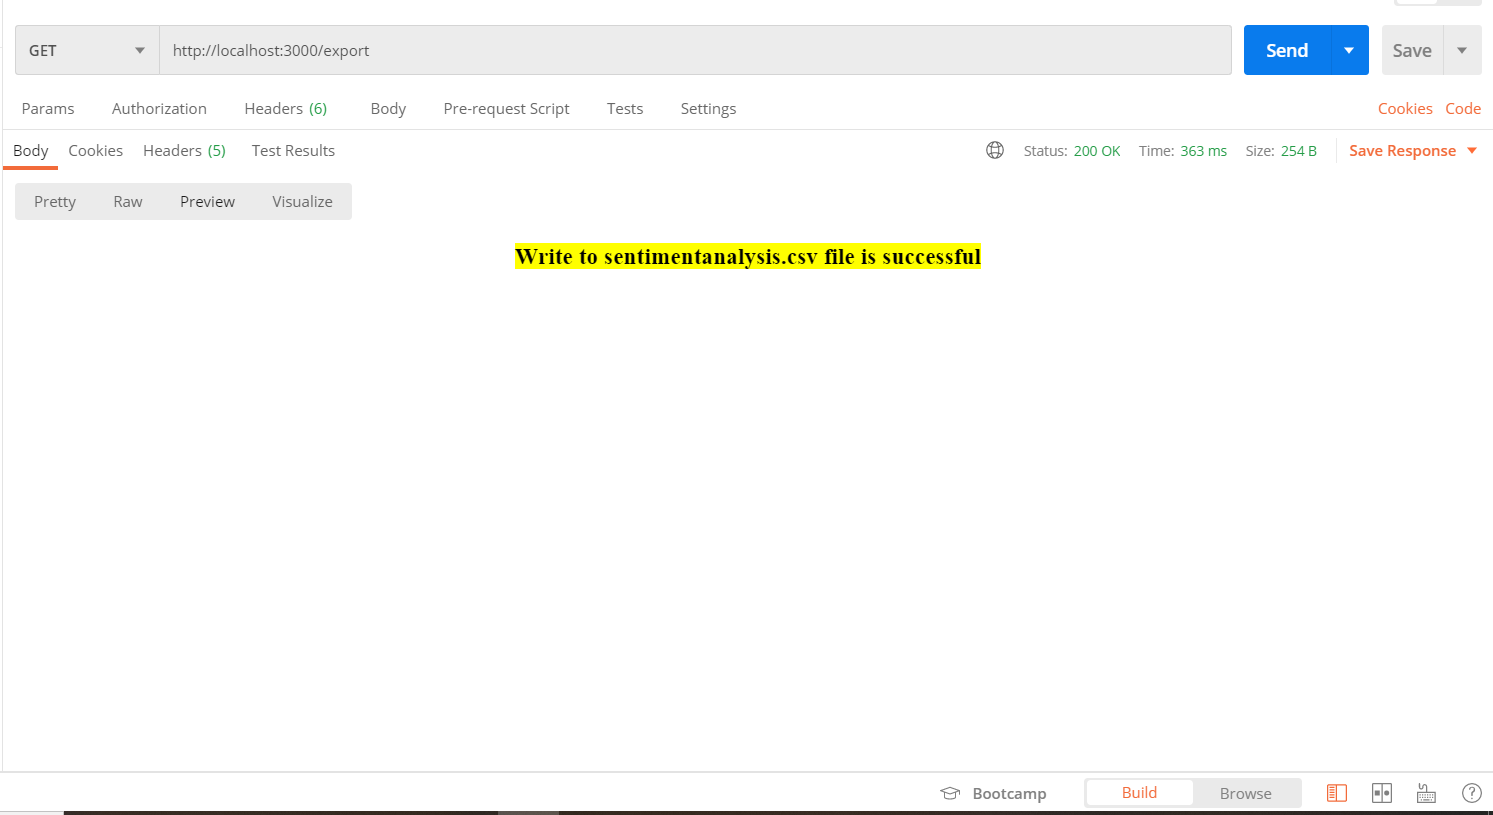 GET http://localhost:3000/export Send Save
Params Authorization Headers (6) Body Pre-request Script Tests Settings Cookies Code
Body Cookies Headers (5) Test Results Status: 200 OK Time: 363 ms Size: 254 B Save Response
Pretty Raw Preview Visualize
Write to sentimentanalysis.csv file is successful
Bootcamp Build Browse